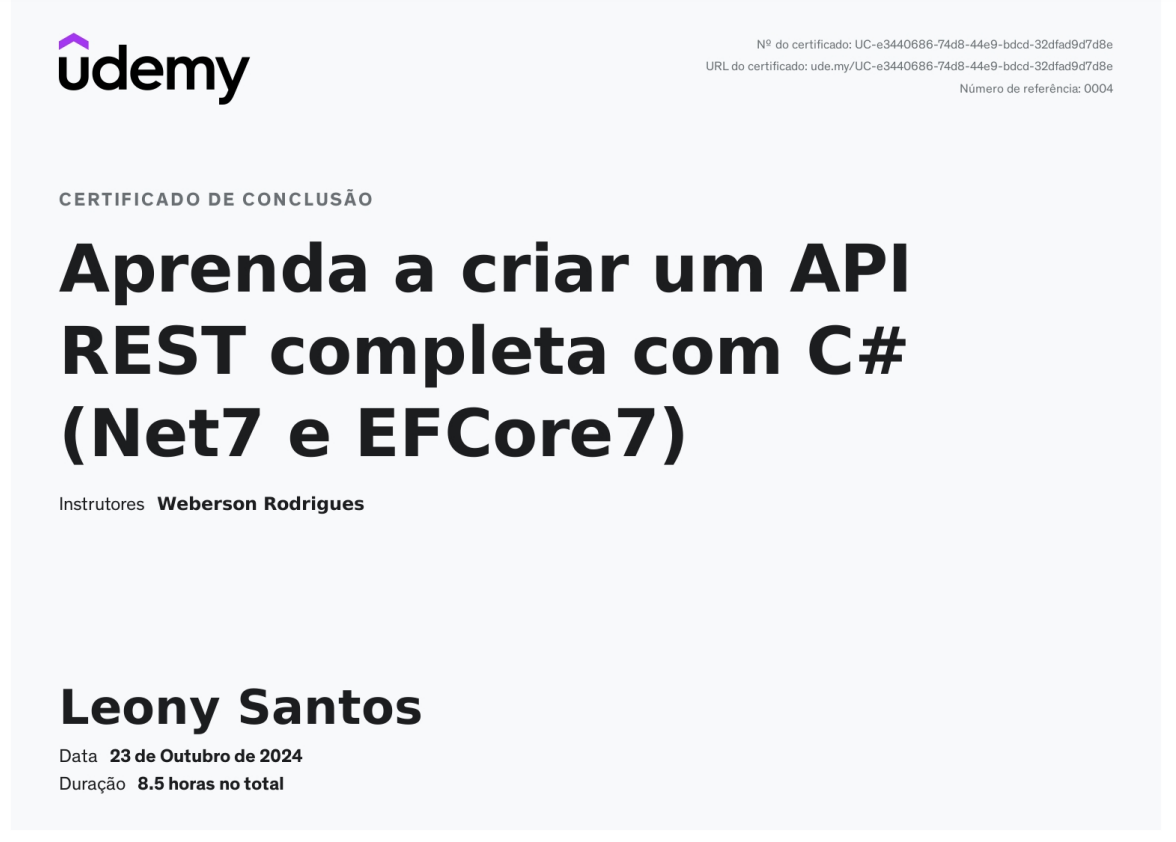 udemy
Nº do certificado: UC-e3440686-74d8-44e9-bdcd-32dfad9d7d8e
URL do certificado: ude.my/UC-e3440686-74d8-44e9-bdcd-32dfad9d7d8e
Número de referência: 0004
CERTIFICADO DE CONCLUSÃO
Aprenda a criar um API
REST completa com C#
(Net7 e EFCore7)
Instrutores Weberson Rodrigues
Leony Santos
Data 23 de Outubro de 2024
Duração 8.5 horas no total